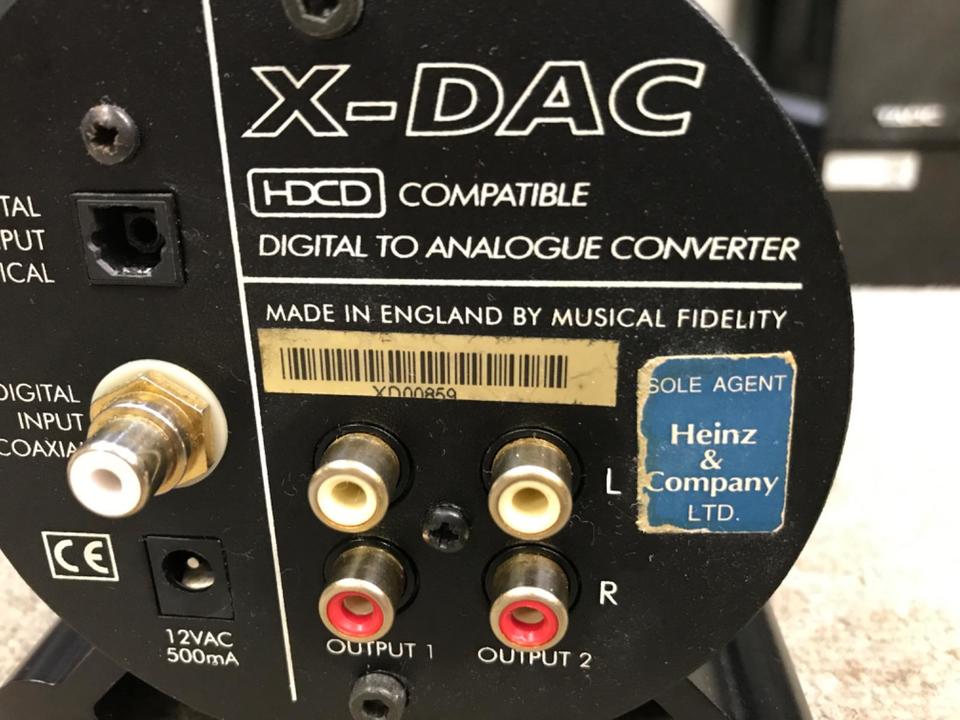 X-DAC
HDCD COMPATIBLE
DIGITAL TO ANALOGUE CONVERTER
MADE IN ENGLAND BY MUSICAL FIDELITY
XD00859
SOLE AGENT
Heinz
&
Company
LTD.
L
R
OUTPUT 1
OUTPUT 2
TAL
PUT
ICAL
DIGITAL
INPUT
COAXIAL
CE
12VAC
500mA